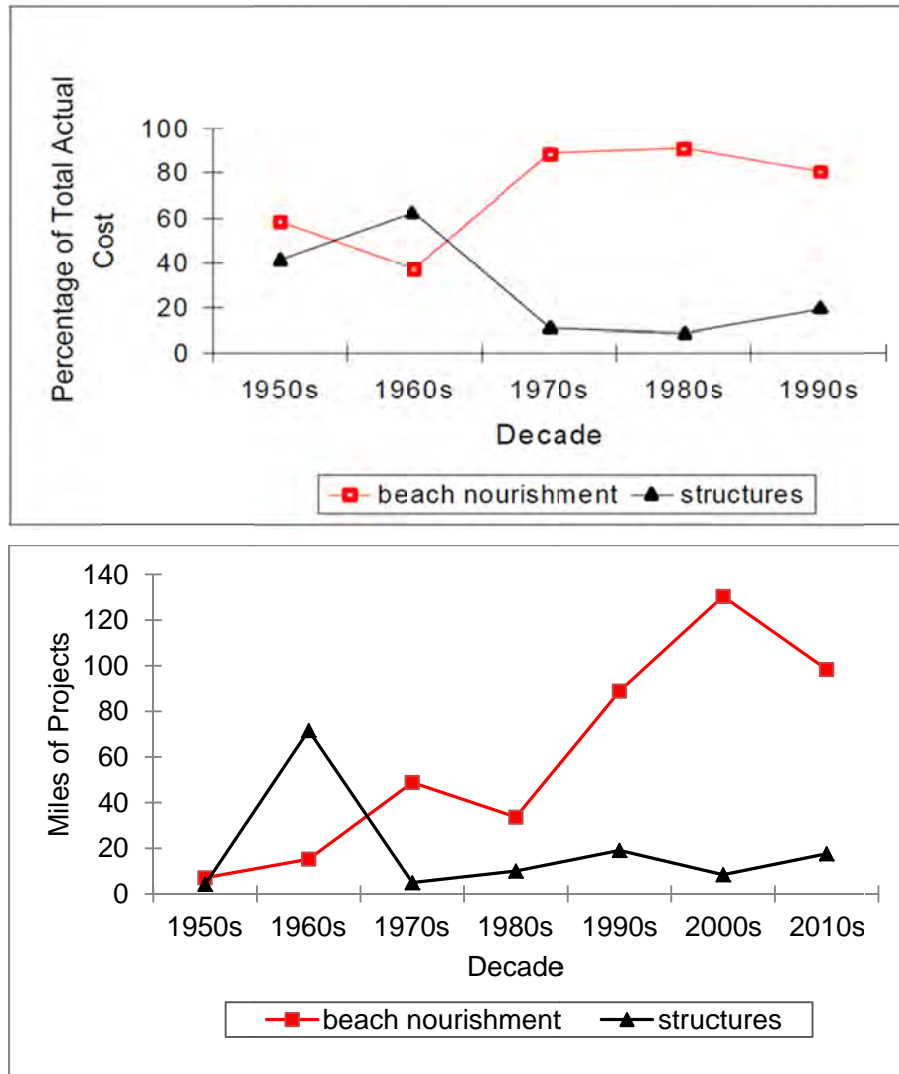 Percentage of Total Actual
Cost
100
80
60
40
20
0
1950s 1960s 1970s 1980s 1990s
Decade
beach nourishment structures
Miles of Projects
140
120
100
80
60
40
20
0
1950s 1960s 1970s 1980s 1990s 2000s 2010s
Decade
beach nourishment structures